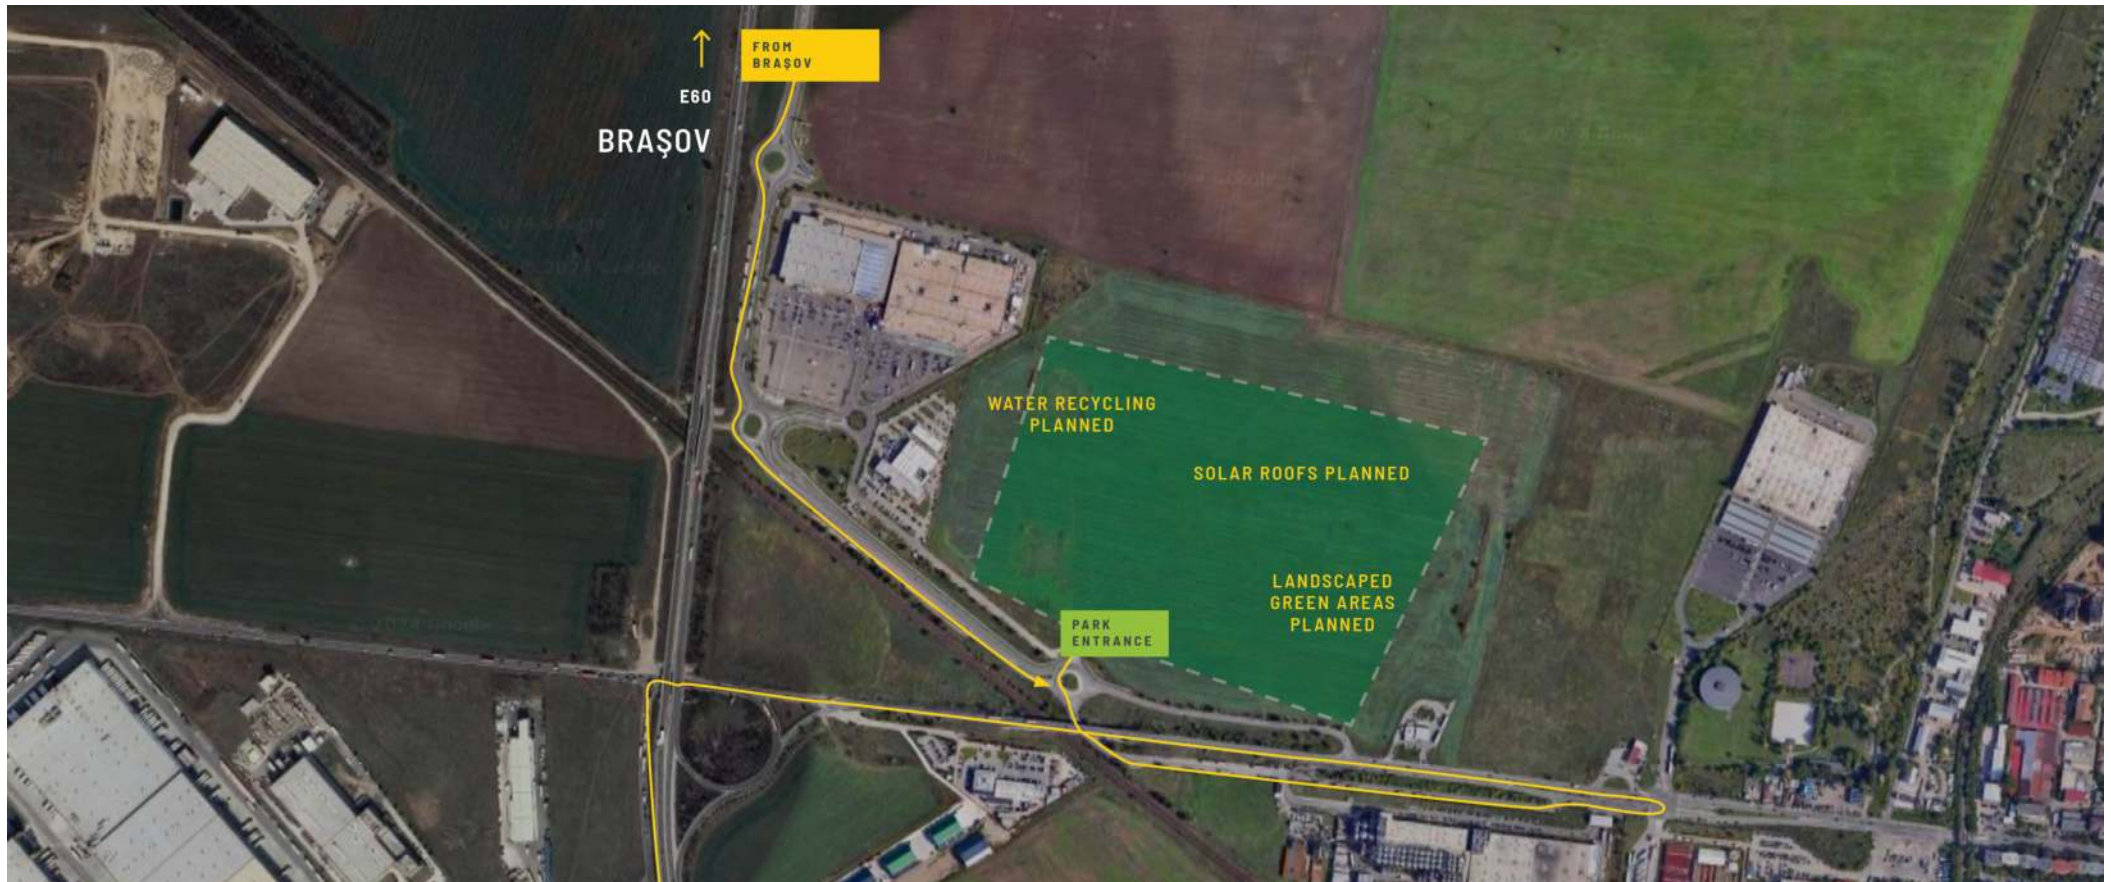 FROM
BRAŞOV
E60
BRAŞOV
WATER RECYCLING
PLANNED
SOLAR ROOFS PLANNED
LANDSCAPED
GREEN AREAS
PLANNED
PARK
ENTRANCE